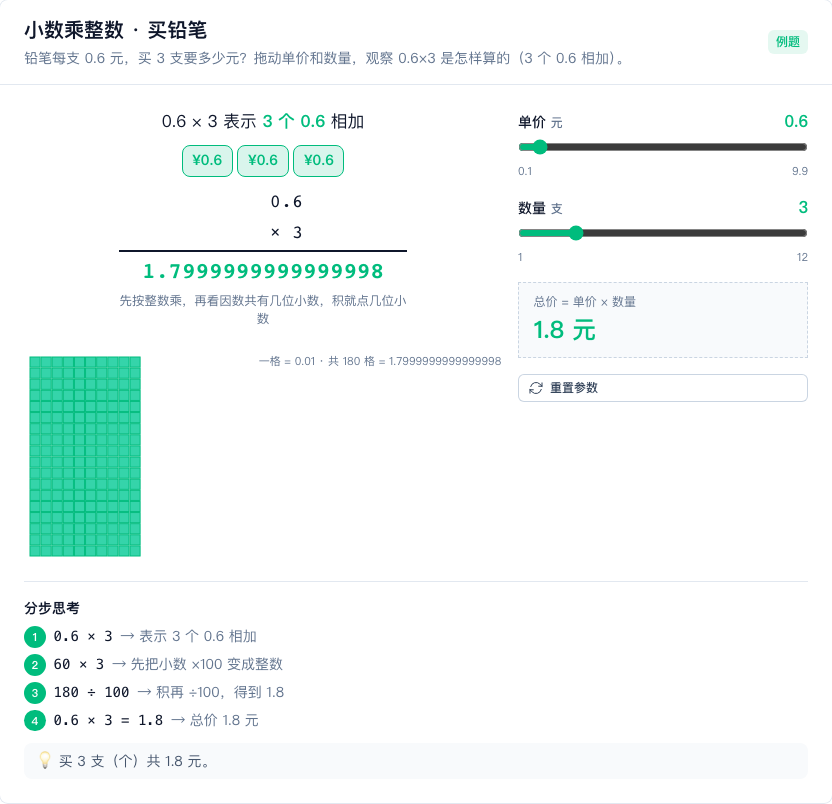 小数乘整数 · 买铅笔
铅笔每支 0.6 元，买 3 支要多少元？拖动单价和数量，观察 0.6×3 是怎样算的（3 个 0.6 相加）。
例题
0.6 × 3 表示 3 个 0.6 相加
¥0.6 ¥0.6 ¥0.6
0.6
× 3
1.7999999999999998
先按整数乘，再看因数共有几位小数，积就点几位小
数
一格 = 0.01 · 共 180 格 = 1.7999999999999998
单价 元 0.6
0.1 9.9
数量 支 3
1 12
总价 = 单价 × 数量
1.8 元
重置参数
分步思考
1 0.6 × 3 → 表示 3 个 0.6 相加
2 60 × 3 → 先把小数 ×100 变成整数
3 180 ÷ 100 → 积再 ÷100，得到 1.8
4 0.6 × 3 = 1.8 → 总价 1.8 元
💡 买 3 支（个）共 1.8 元。